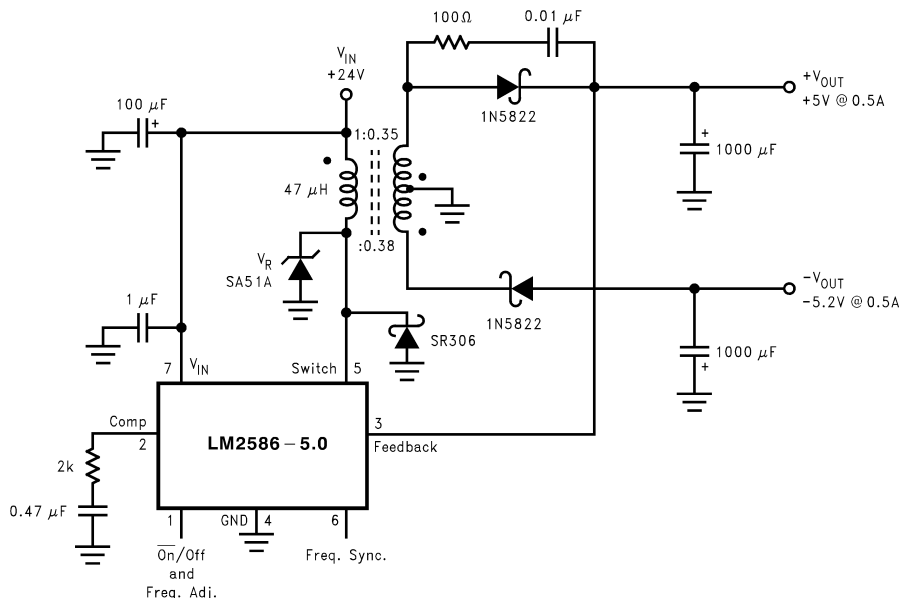 100Ω
0.01 μF
V_IN
+24V
+V_OUT
+5V @ 0.5A
1N5822
100 μF
+
1:0.35
+
1000 μF
47 μH
:0.38
V_R
SA51A
-V_OUT
-5.2V @ 0.5A
1N5822
1 μF
SR306
1000 μF
+
7
V_IN
Switch
5
Comp
2
LM2586-5.0
3
Feedback
2k
0.47 μF
1
GND
4
6
On/Off
and
Freq. Adj.
Freq. Sync.